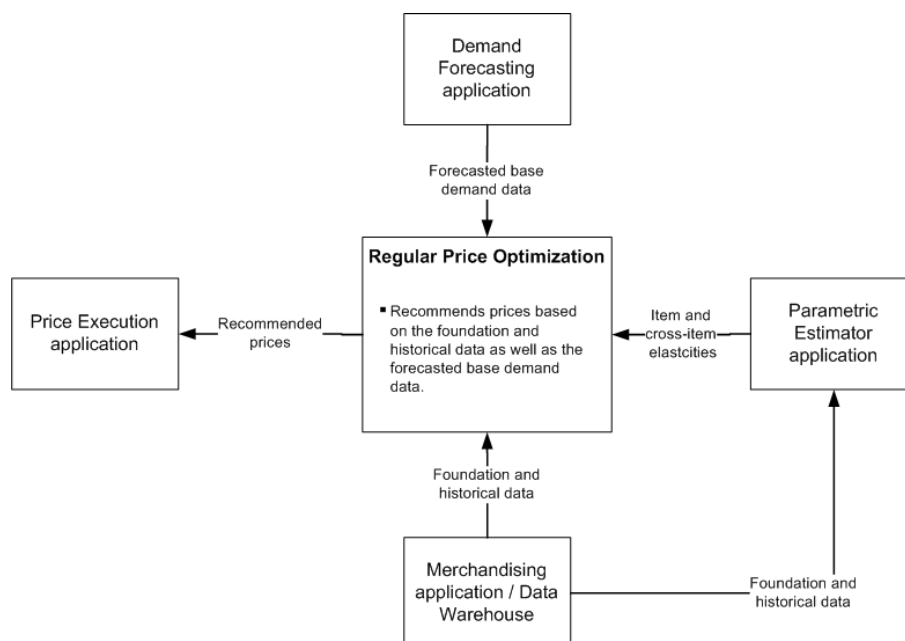 Demand
Forecasting
application
Forecasted base
demand data
Regular Price Optimization
▪ Recommends prices based
on the foundation and
historical data as well as the
forecasted base demand
data.
Price Execution
application
Recommended
prices
Item and
cross-item
elastcities
Parametric
Estimator
application
Foundation and
historical data
Merchandising
application / Data
Warehouse
Foundation and
historical data